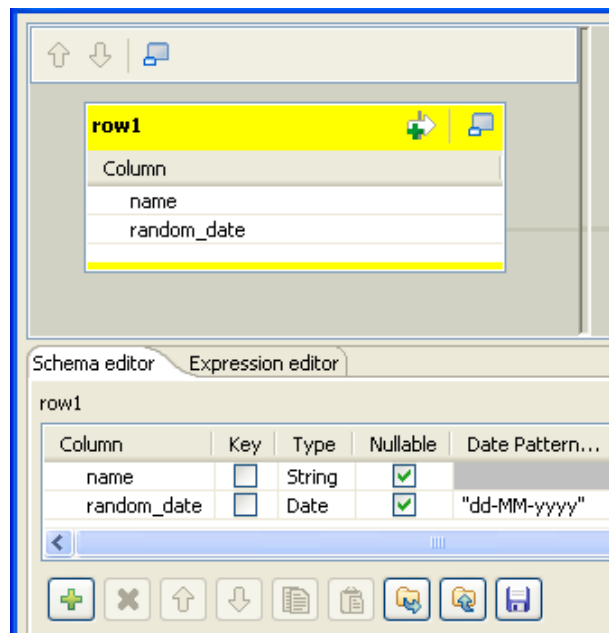 row1
Column
name
random_date
Schema editor Expression editor
row1
Column Key Type Nullable Date Pattern...
name String
random_date Date "dd-MM-yyyy"